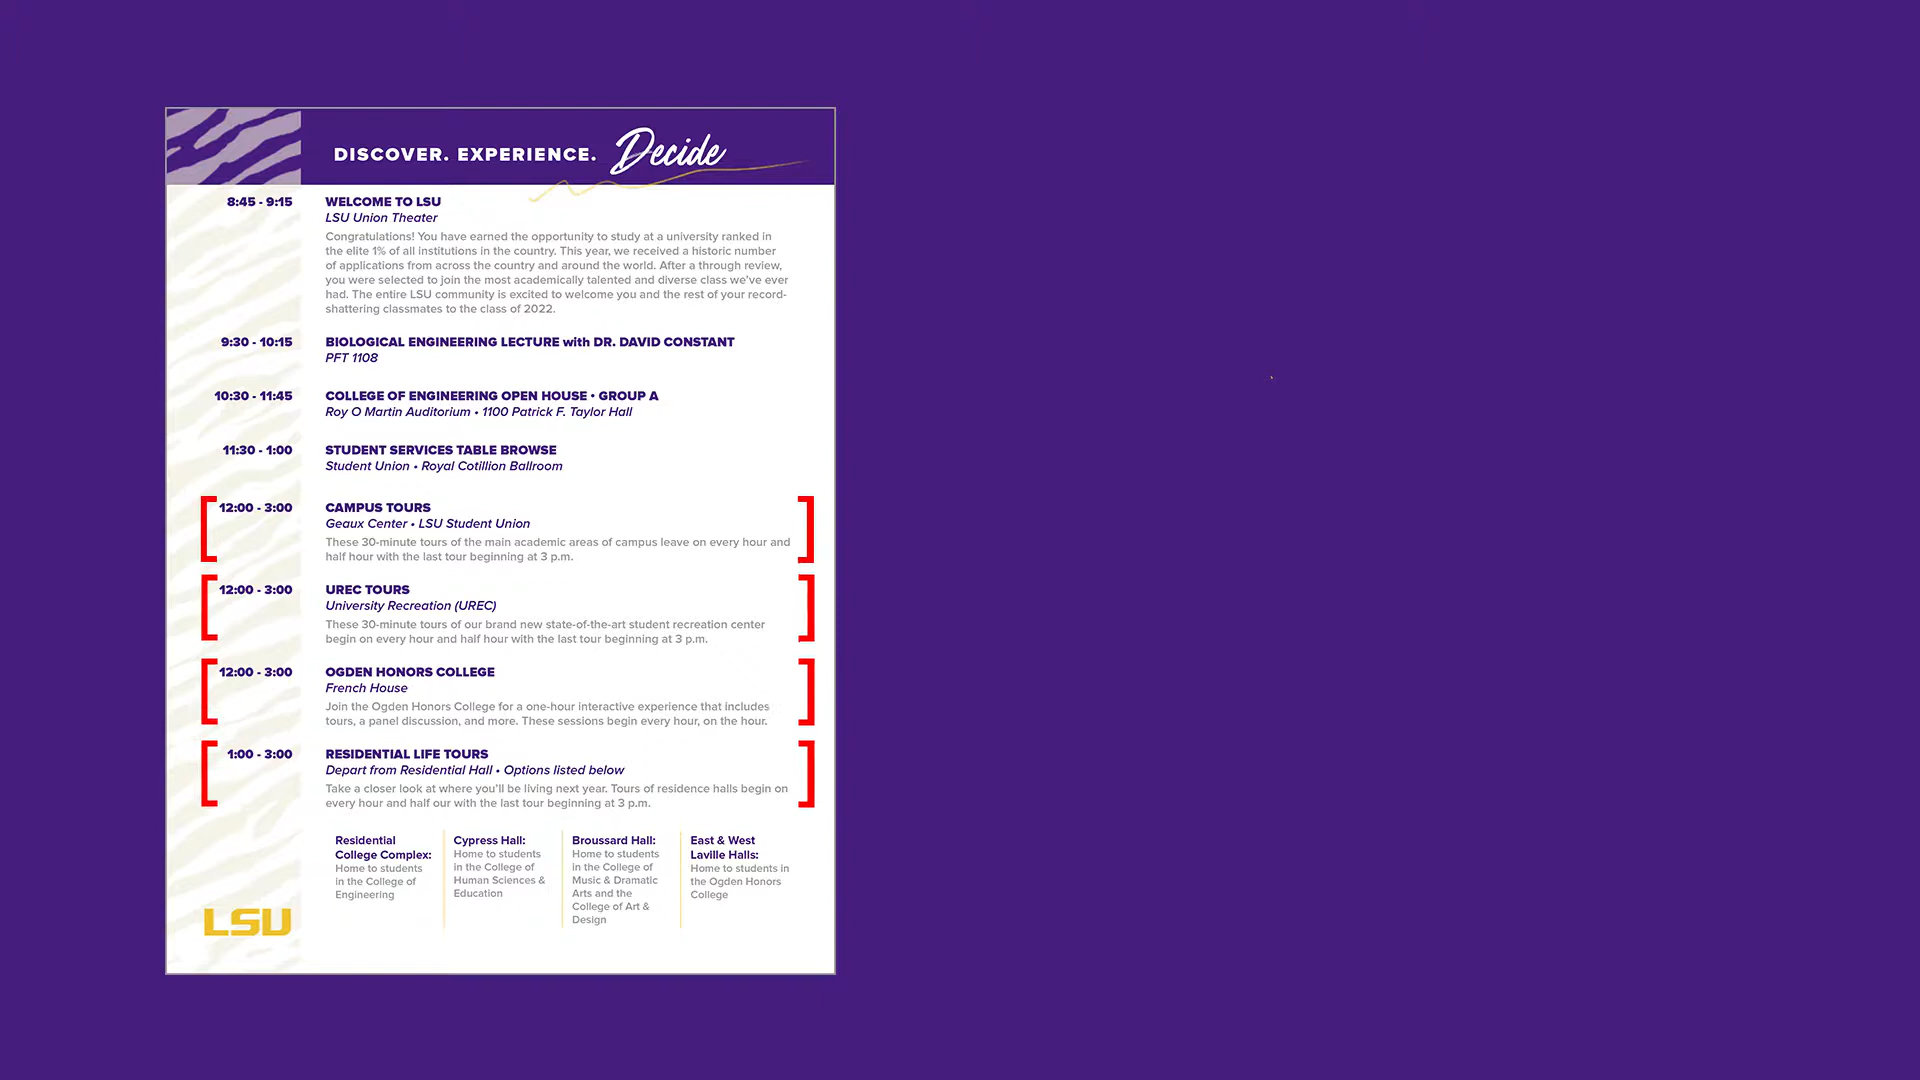 DISCOVER. EXPERIENCE. Decide
8:45 - 9:15 WELCOME TO LSU
LSU Union Theater
Congratulations! You have earned the opportunity to study at a university ranked in
the elite 1% of all institutions in the country. This year, we received a historic number
of applications from across the country and around the world. After a through review,
you were selected to join the most academically talented and diverse class we've ever
had. The entire LSU community is excited to welcome you and the rest of your record-
shattering classmates to the class of 2022.
9:30 - 10:15 BIOLOGICAL ENGINEERING LECTURE with DR. DAVID CONSTANT
PFT 1108
10:30 - 11:45 COLLEGE OF ENGINEERING OPEN HOUSE • GROUP A
Roy O Martin Auditorium • 1100 Patrick F. Taylor Hall
11:30 - 1:00 STUDENT SERVICES TABLE BROWSE
Student Union • Royal Cotillion Ballroom
12:00 - 3:00 CAMPUS TOURS
Geaux Center • LSU Student Union
These 30-minute tours of the main academic areas of campus leave on every hour and
half hour with the last tour beginning at 3 p.m.
12:00 - 3:00 UREC TOURS
University Recreation (UREC)
These 30-minute tours of our brand new state-of-the-art student recreation center
begin on every hour and half hour with the last tour beginning at 3 p.m.
12:00 - 3:00 OGDEN HONORS COLLEGE
French House
Join the Ogden Honors College for a one-hour interactive experience that includes
tours, a panel discussion, and more. These sessions begin every hour, on the hour.
1:00 - 3:00 RESIDENTIAL LIFE TOURS
Depart from Residential Hall • Options listed below
Take a closer look at where you'll be living next year. Tours of residence halls begin on
every hour and half our with the last tour beginning at 3 p.m.
Residential
College Complex:
Home to students
in the College of
Engineering
Cypress Hall:
Home to students
in the College of
Human Sciences &
Education
Broussard Hall:
Home to students
in the College of
Music & Dramatic
Arts and the
College of Art &
Design
East & West
Laville Halls:
Home to students in
the Ogden Honors
College
LSU